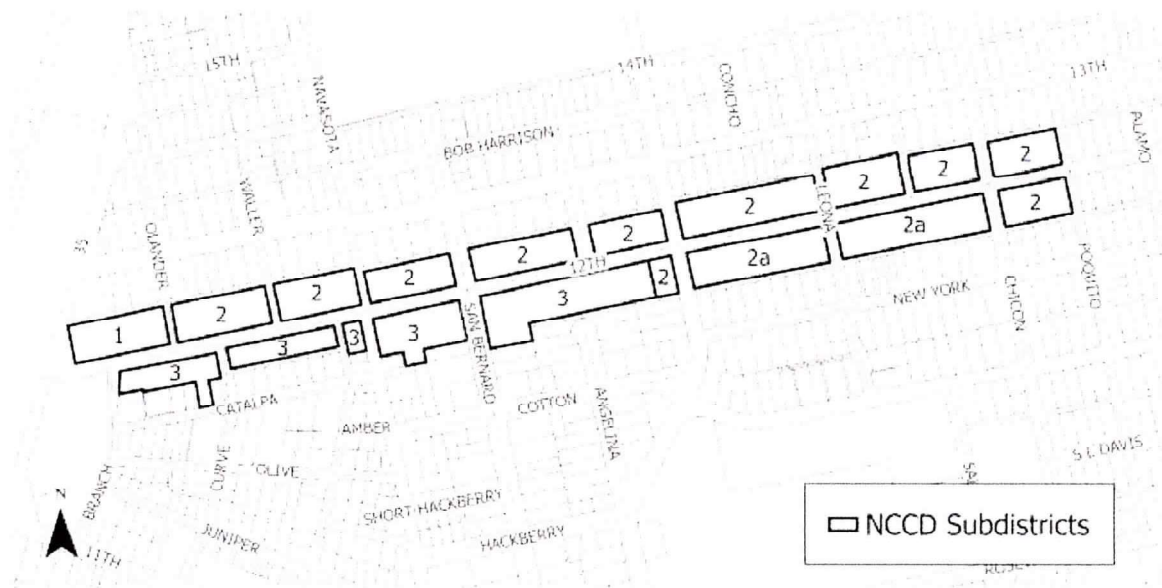 15TH
NAVASOTA
14TH
CONCHO
13TH
ALAMO
BOB HARRISON
WALLER
35
OLANDER
2
2
2
2
2
LEONA
2
2
2
12TH
2a
2a
2
2
2
2
1
3
2
3
3
3
3
SAN BERNARD
NEW YORK
CHICON
POQUITO
CATALPA
COTTON
ANGELINA
AMBER
CURVE
OLIVE
BRANCH
S L DAVIS
SHORT HACKBERRY
JUNIPER
HACKBERRY
N
11TH
NCCD Subdistricts